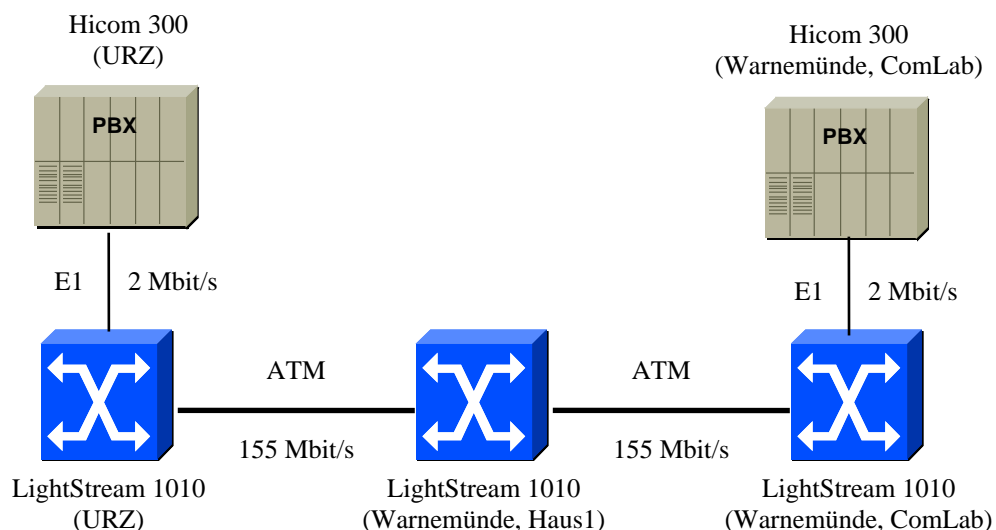 Hicom 300
(URZ)
Hicom 300
(Warnemünde, ComLab)
PBX
PBX
E1
2 Mbit/s
E1
2 Mbit/s
ATM
ATM
155 Mbit/s
155 Mbit/s
LightStream 1010
(URZ)
LightStream 1010
(Warnemünde, Haus1)
LightStream 1010
(Warnemünde, ComLab)